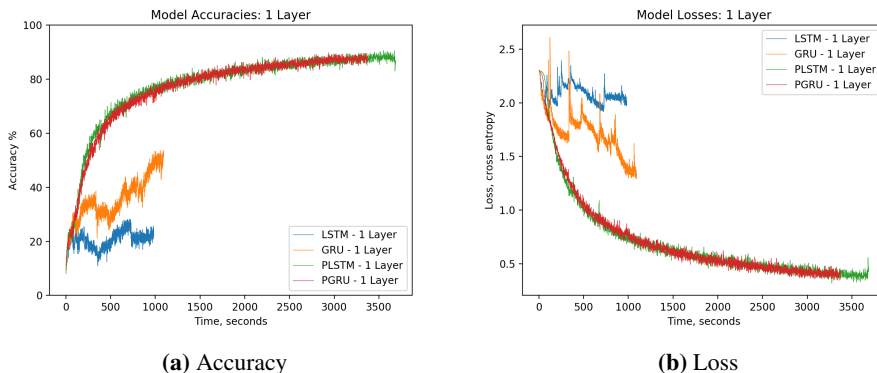 Model Accuracies: 1 Layer
100
80
60
40
20
0
Accuracy %
LSTM - 1 Layer
GRU - 1 Layer
PLSTM - 1 Layer
PGRU - 1 Layer
0 500 1000 1500 2000 2500 3000 3500
Time, seconds
(a) Accuracy
Model Losses: 1 Layer
2.5
2.0
1.5
1.0
0.5
Loss, cross entropy
LSTM - 1 Layer
GRU - 1 Layer
PLSTM - 1 Layer
PGRU - 1 Layer
0 500 1000 1500 2000 2500 3000 3500
Time, seconds
(b) Loss